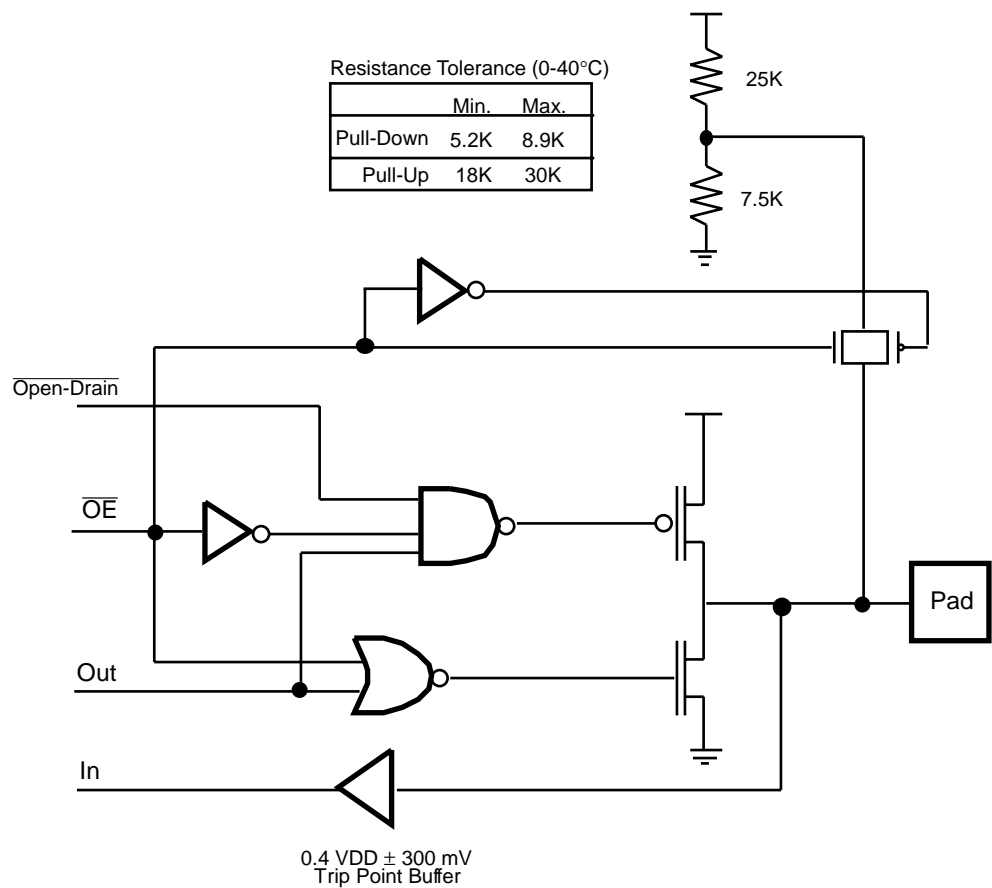 Resistance Tolerance (0-40°C)
Min. Max.
Pull-Down 5.2K 8.9K
Pull-Up 18K 30K
25K
7.5K
Open-Drain
OE
Out
In
Pad
0.4 VDD ± 300 mV
Trip Point Buffer